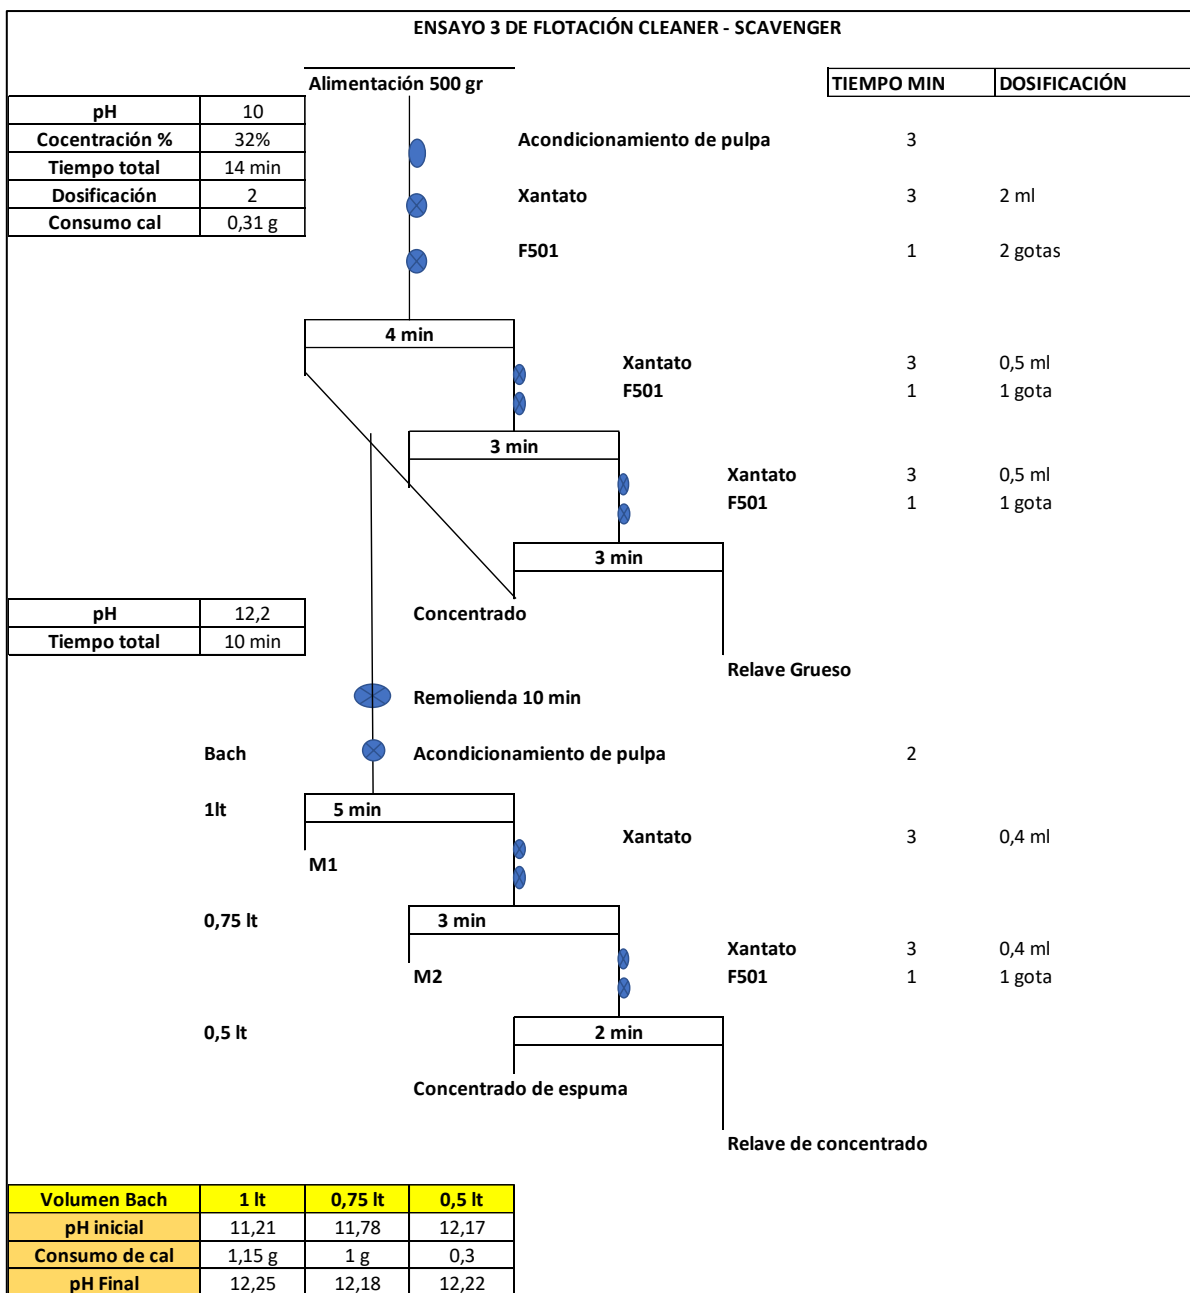 ENSAYO 3 DE FLOTACIÓN CLEANER - SCAVENGER
Alimentación 500 gr TIEMPO MIN DOSIFICACIÓN
pH 10
Cocentración % 32% Acondicionamiento de pulpa 3
Tiempo total 14 min
Dosificación 2 Xantato 3 2 ml
Consumo cal 0,31 g
F501 1 2 gotas
4 min
Xantato 3 0,5 ml
F501 1 1 gota
3 min
Xantato 3 0,5 ml
F501 1 1 gota
3 min
pH 12,2 Concentrado
Tiempo total 10 min
Relave Grueso
Remolienda 10 min
Bach Acondicionamiento de pulpa 2
1lt 5 min
Xantato 3 0,4 ml
M1
0,75 lt 3 min
Xantato 3 0,4 ml
M2 F501 1 1 gota
0,5 lt 2 min
Concentrado de espuma
Relave de concentrado
Volumen Bach 1 lt 0,75 lt 0,5 lt
pH inicial 11,21 11,78 12,17
Consumo de cal 1,15 g 1 g 0,3
pH Final 12,25 12,18 12,22